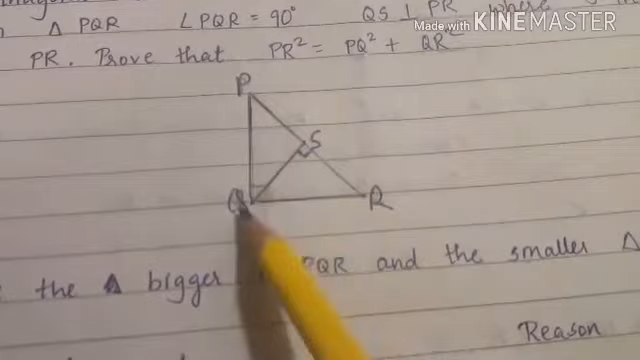 Δ PQR ∠PQR = 90° QS ⊥ PR where
Made with KINEMASTER
PR. Prove that PR² = PQ² + QR²
P
S
Q
R
the Δ bigger PQR and the smaller Δ
Reason